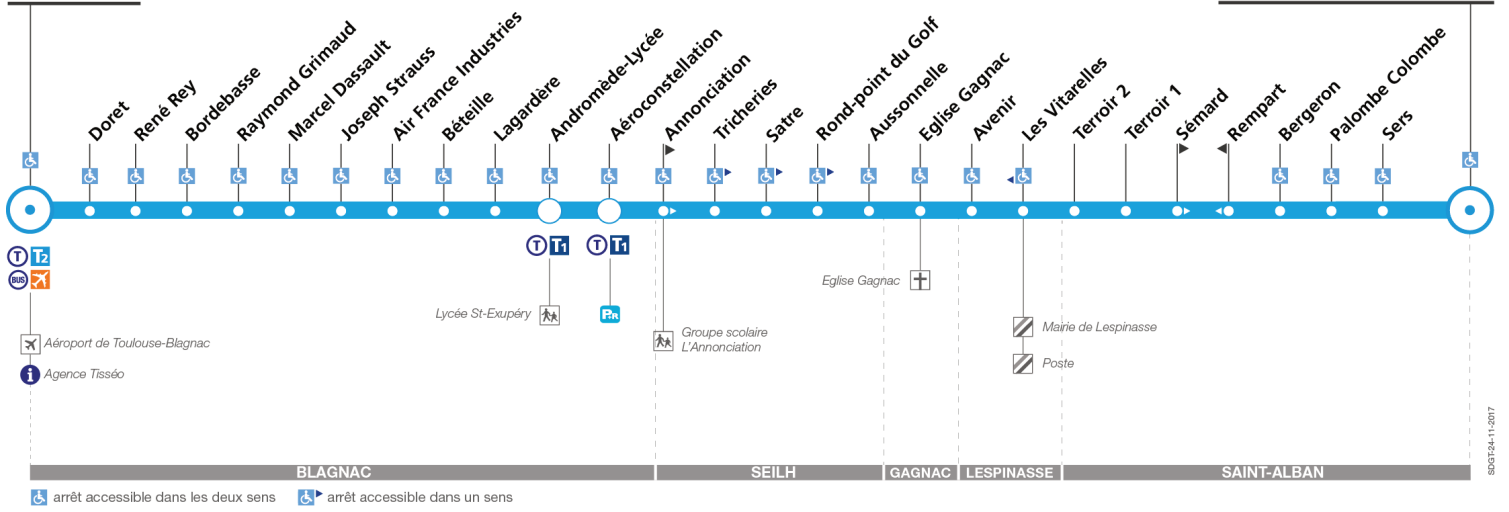 Doret
René Rey
Bordebasse
Raymond Grimaud
Marcel Dassault
Joseph Strauss
Air France Industries
Béteille
Lagardère
Andromède-Lycée
Aéroconstellation
Annonciation
Tricheries
Satre
Rond-point du Golf
Aussonnelle
Eglise Gagnac
Avenir
Les Vitarelles
Terroir 2
Terroir 1
Sémard
Rempart
Bergeron
Palombe Colombe
Sers
T T2
BUS
T T1
T T1
P+R
Lycée St-Exupéry
Eglise Gagnac
Groupe scolaire
L'Annonciation
Mairie de Lespinasse
Poste
Aéroport de Toulouse-Blagnac
i Agence Tisséo
BLAGNAC
SEILH
GAGNAC
LESPINASSE
SAINT-ALBAN
arrêt accessible dans les deux sens
arrêt accessible dans un sens
SDGT-24-11-2017